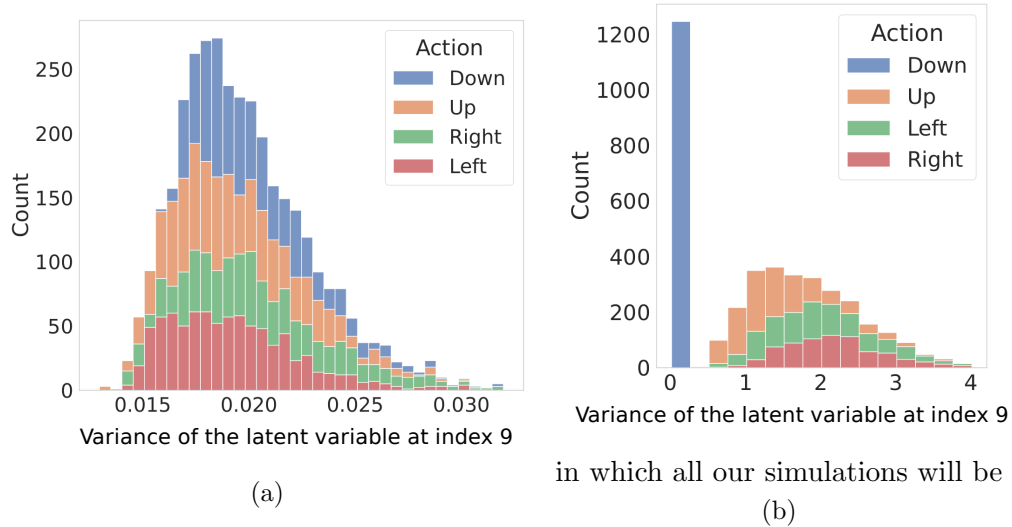 Action
Down
Up
Right
Left
Count
250
200
150
100
50
0
0.015 0.020 0.025 0.030
Variance of the latent variable at index 9
(a)
Action
Down
Up
Left
Right
Count
1200
1000
800
600
400
200
0
0 1 2 3 4
Variance of the latent variable at index 9
in which all our simulations will be
(b)